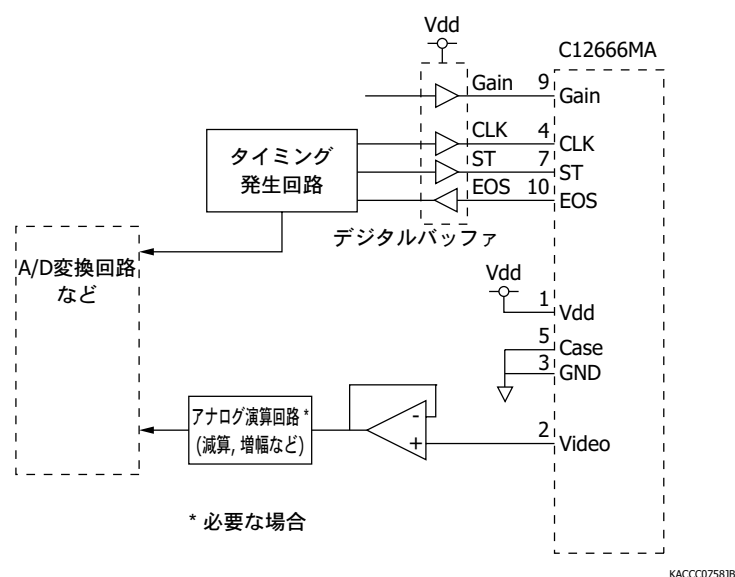 Vdd
C12666MA
Gain 9 Gain
CLK 4 CLK
ST 7 ST
EOS 10 EOS
タイミング
発生回路
デジタルバッファ
A/D変換回路
など
Vdd
1 Vdd
5 Case
3 GND
アナログ演算回路 *
(減算, 増幅など)
-
+
2 Video
* 必要な場合
KACCC0758JB